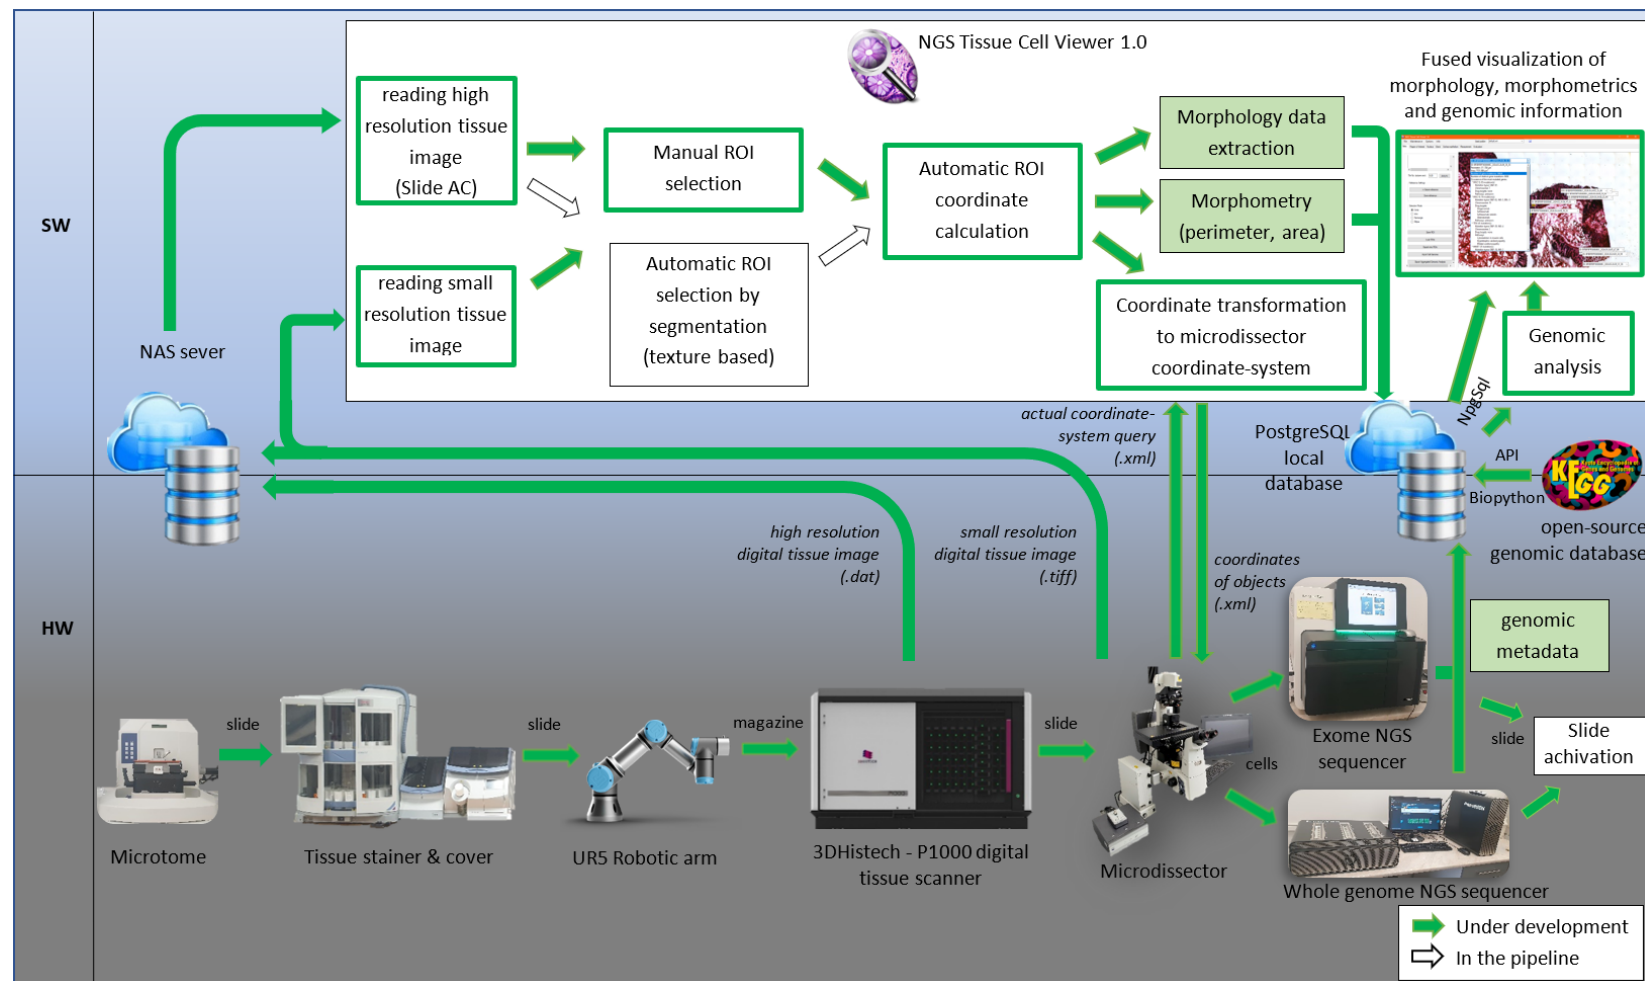 NGS Tissue Cell Viewer 1.0
SW
reading high
resolution tissue
image
(Slide AC)
Manual ROI
selection
Automatic ROI
coordinate
calculation
Morphology data
extraction
Morphometry
(perimeter, area)
Fused visualization of
morphology, morphometrics
and genomic information
reading small
resolution tissue
image
Automatic ROI
selection by
segmentation
(texture based)
Coordinate transformation
to microdissector
coordinate-system
Genomic
analysis
NAS sever
actual coordinate-
system query
(.xml)
PostgreSQL
local
database
NpgSql
API
Biopython
KEGG
open-source
genomic database
HW
high resolution
digital tissue image
(.dat)
small resolution
digital tissue image
(.tiff)
coordinates
of objects
(.xml)
genomic
metadata
slide
slide
magazine
slide
cells
slide
Exome NGS
sequencer
Slide
achivation
Microtome
Tissue stainer & cover
UR5 Robotic arm
3DHistech - P1000 digital
tissue scanner
Microdissector
Whole genome NGS sequencer
Under development
In the pipeline